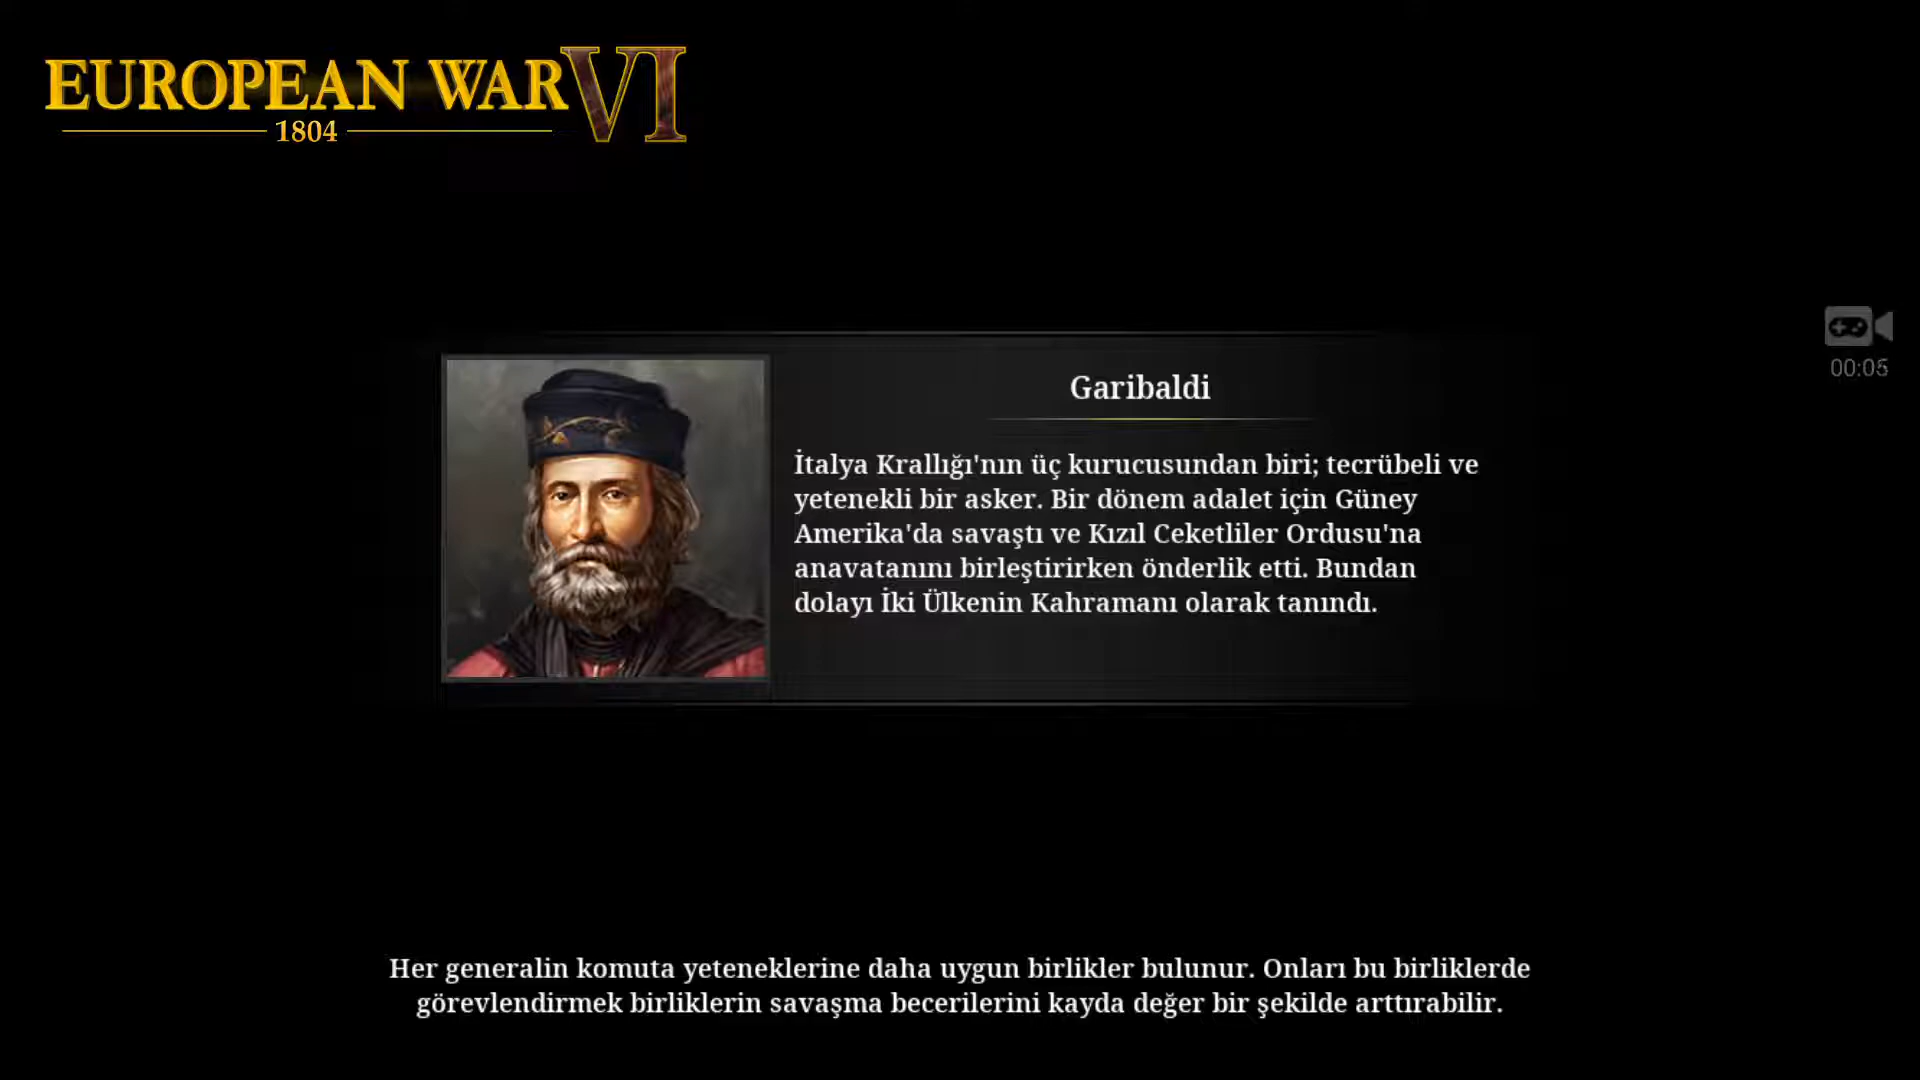 EUROPEAN WAR VI
1804
00:05
Garibaldi
İtalya Krallığı'nın üç kurucusundan biri; tecrübeli ve
yetenekli bir asker. Bir dönem adalet için Güney
Amerika'da savaştı ve Kızıl Ceketliler Ordusu'na
anavatanını birleştirirken önderlik etti. Bundan
dolayı İki Ülkenin Kahramanı olarak tanındı.
Her generalin komuta yeteneklerine daha uygun birlikler bulunur. Onları bu birliklerde
görevlendirmek birliklerin savaşma becerilerini kayda değer bir şekilde arttırabilir.